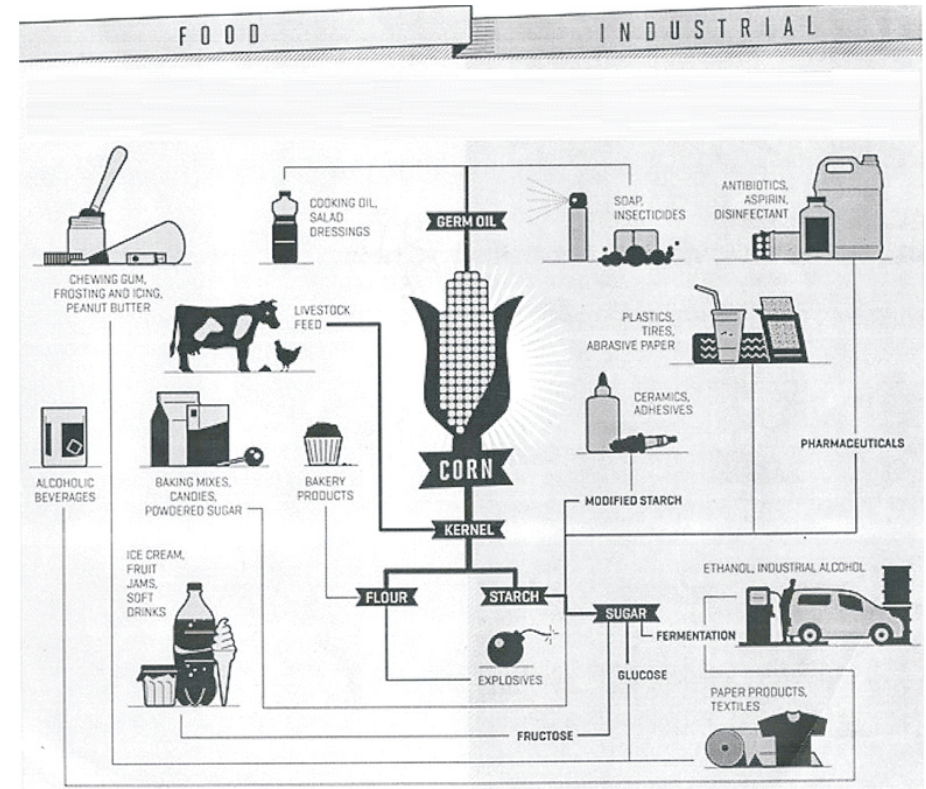 FOOD
INDUSTRIAL
COOKING OIL,
SALAD
DRESSINGS
GERM OIL
SOAP,
INSECTICIDES
ANTIBIOTICS,
ASPIRIN,
DISINFECTANT
CHEWING GUM,
FROSTING AND ICING,
PEANUT BUTTER
LIVESTOCK
FEED
PLASTICS,
TIRES,
ABRASIVE PAPER
CERAMICS,
ADHESIVES
PHARMACEUTICALS
CORN
ALCOHOLIC
BEVERAGES
BAKING MIXES,
CANDIES,
POWDERED SUGAR
BAKERY
PRODUCTS
MODIFIED STARCH
KERNEL
ICE CREAM,
FRUIT
JAMS,
SOFT
DRINKS
ETHANOL, INDUSTRIAL ALCOHOL
FLOUR
STARCH
SUGAR
FERMENTATION
EXPLOSIVES
GLUCOSE
PAPER PRODUCTS,
TEXTILES
FRUCTOSE